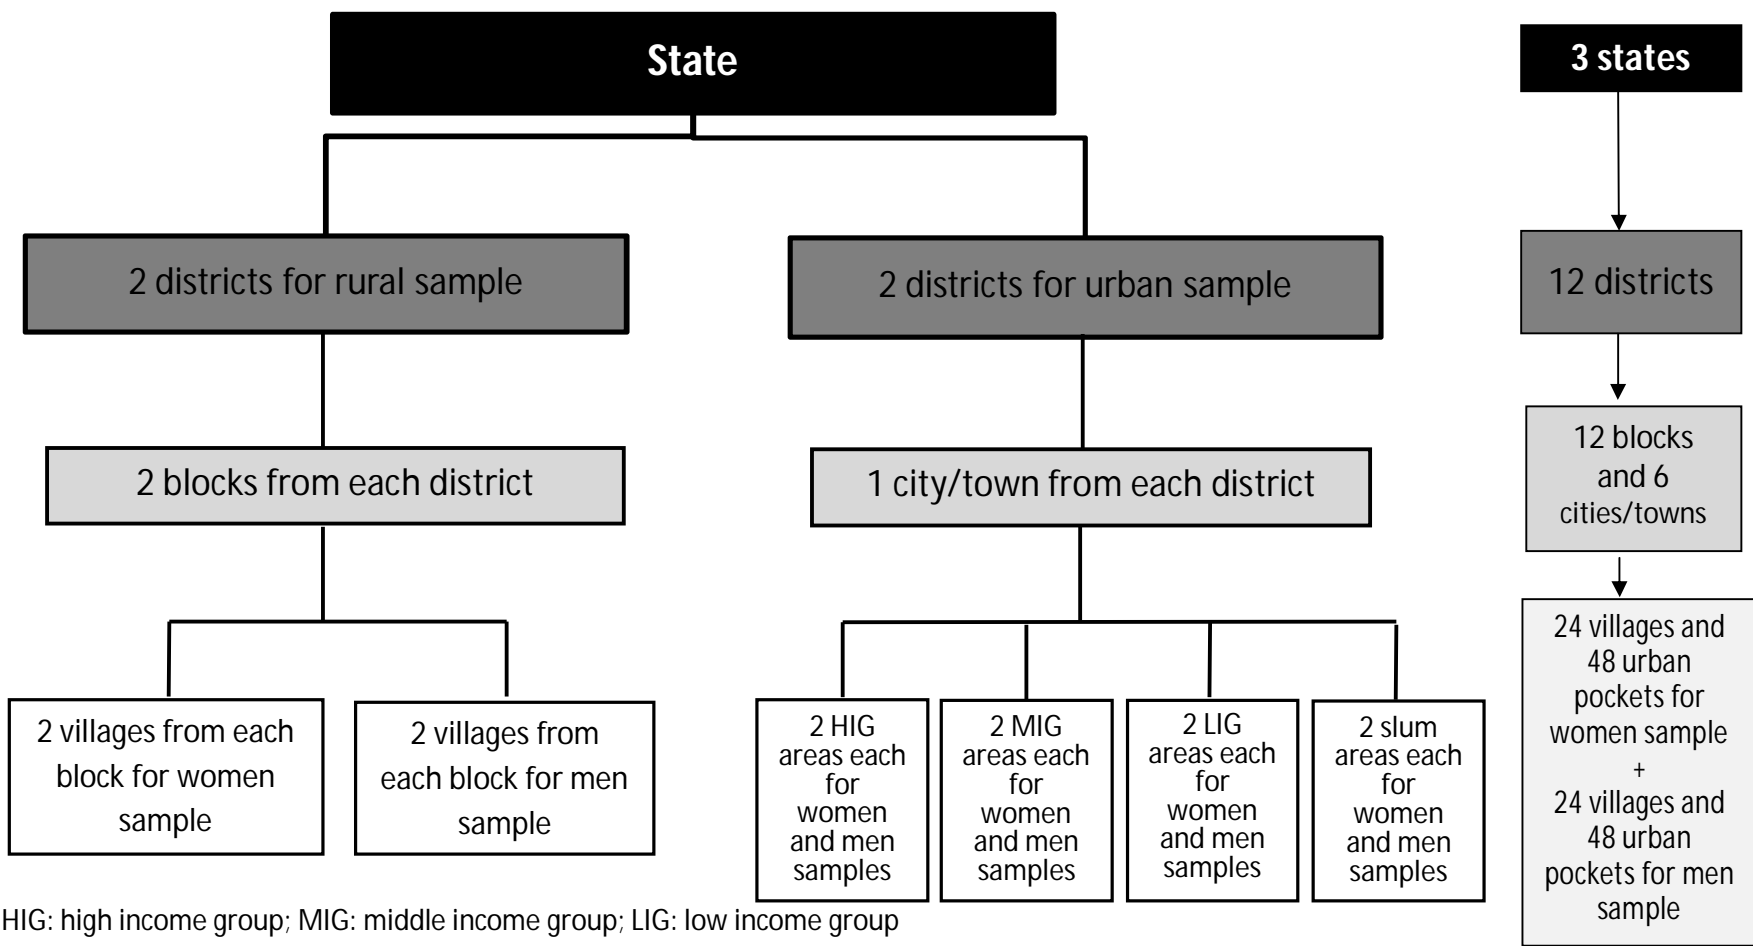 State
3 states
2 districts for rural sample
2 districts for urban sample
12 districts
2 blocks from each district
1 city/town from each district
12 blocks
and 6
cities/towns
2 villages from each
block for women
sample
2 villages from
each block for men
sample
2 HIG
areas each
for
women
and men
samples
2 MIG
areas each
for
women
and men
samples
2 LIG
areas each
for
women
and men
samples
2 slum
areas each
for
women
and men
samples
24 villages and
48 urban
pockets for
women sample
+
24 villages and
48 urban
pockets for men
sample
HIG: high income group; MIG: middle income group; LIG: low income group